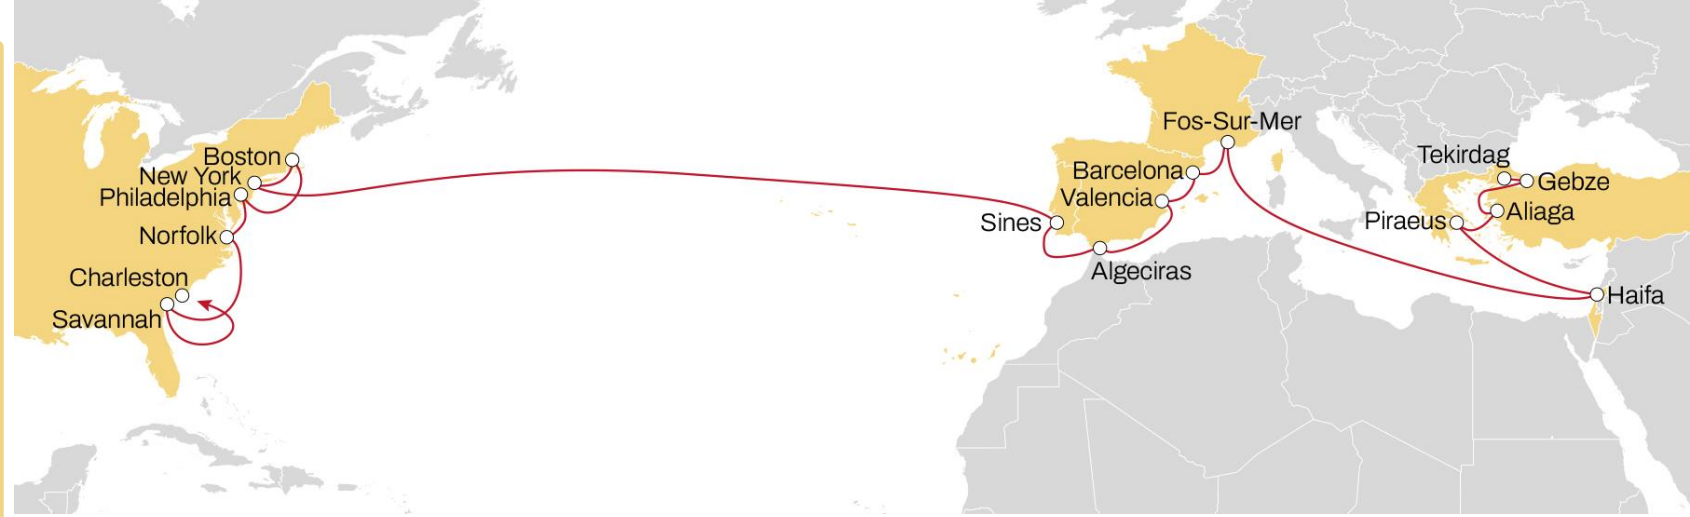 Boston
New York
Philadelphia
Norfolk
Charleston
Savannah
Fos-Sur-Mer
Barcelona
Valencia
Sines
Algeciras
Tekirdag
Gebze
Aliaga
Piraeus
Haifa